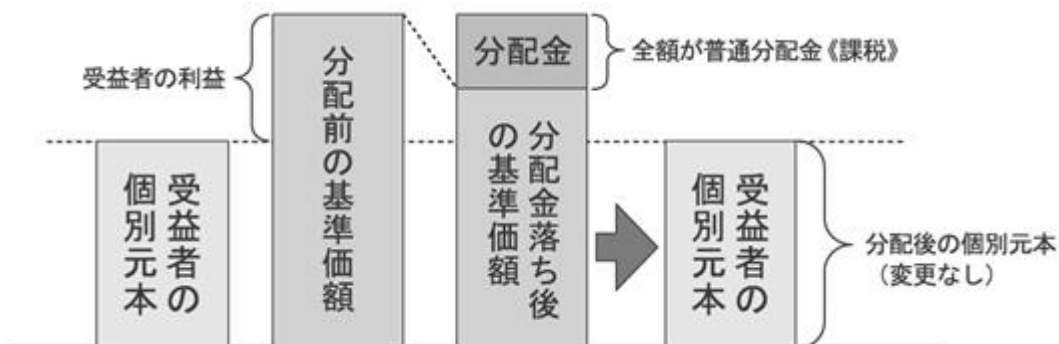 受益者の利益
受益者の
個別元本
分配前の基準価額
分配金
全額が普通分配金《課税》
分配金落ち後
の基準価額
受益者の
個別元本
分配後の個別元本
（変更なし）